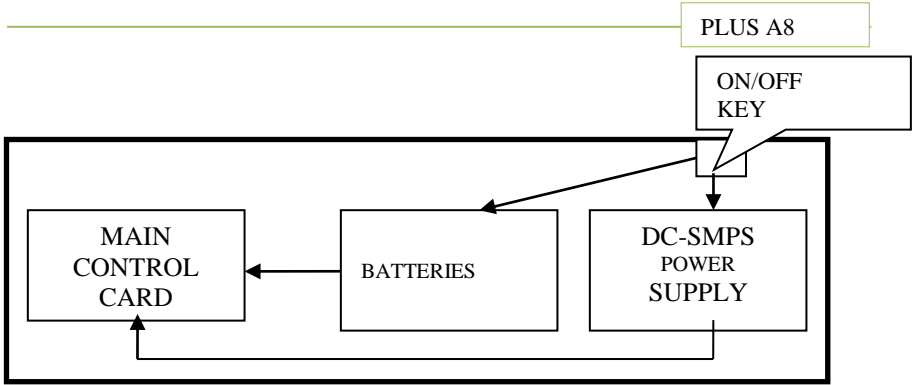 PLUS A8
ON/OFF
KEY
MAIN
CONTROL
CARD
BATTERIES
DC-SMPS
POWER
SUPPLY